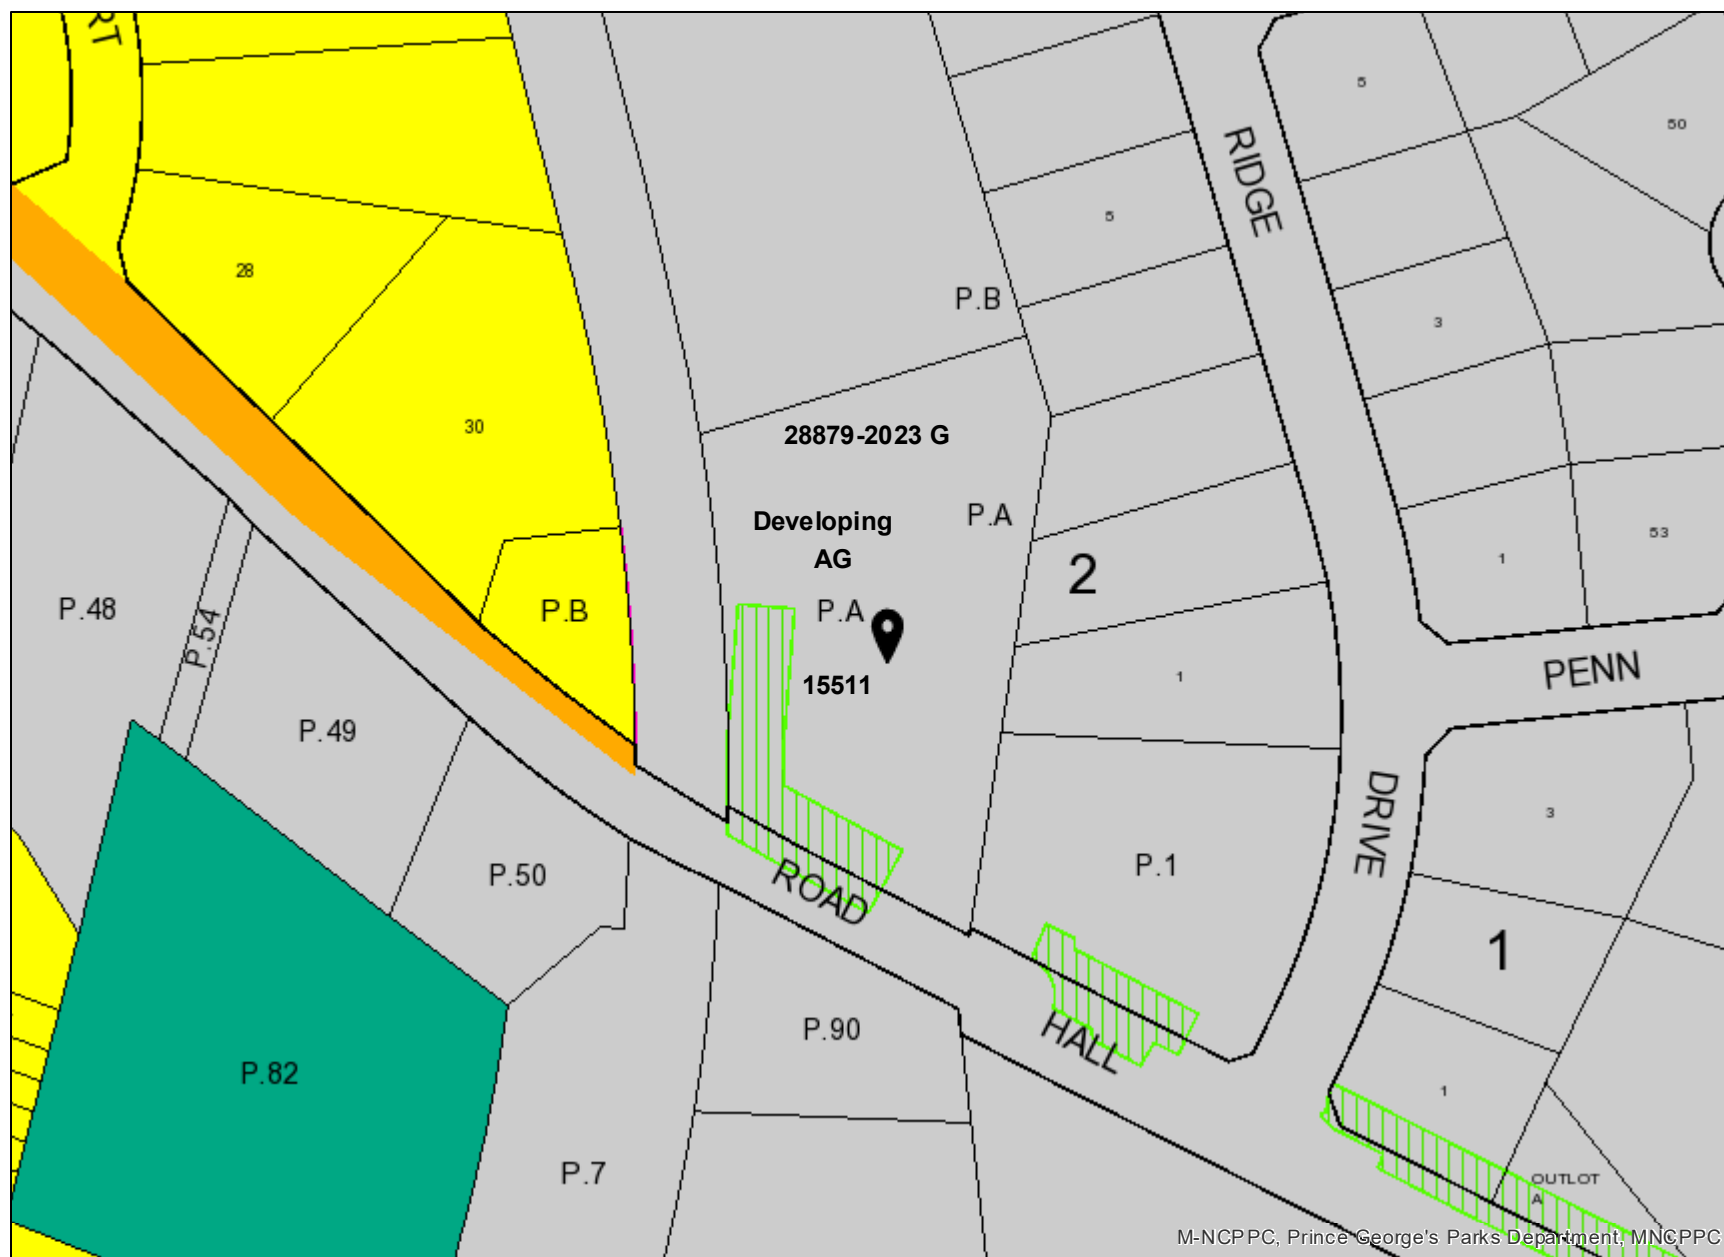 RT
5
50
RIDGE
5
28
P.B
3
30
28879-2023 G
Developing
AG
P.A
2
53
1
P.48
P.54
P.B
P.A
15511
1
PENN
P.49
DRIVE
3
P.50
ROAD
P.1
1
P.90
HALL
P.82
1
P.7
OUTLOT
A
M-NCPPC, Prince George's Parks Department, MNCPPC